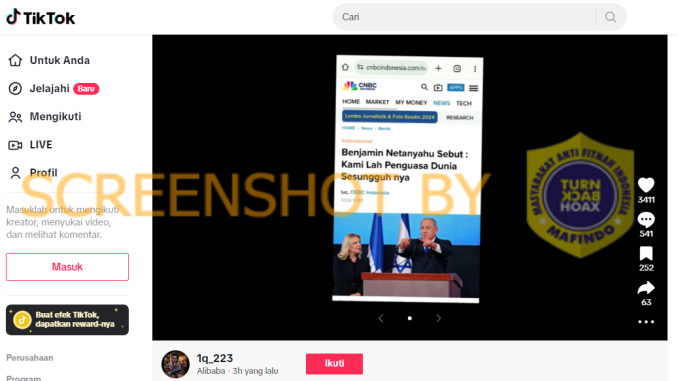 TikTok
Cari
Untuk Anda
Jelajahi Baru
Mengikuti
LIVE
Profil
Masuklah untuk mengikuti
kreator, menyukai video,
dan melihat komentar.
Masuk
Buat efek TikTok,
dapatkan reward-nya
Perusahaan
Program
cnbcindonesia.com/n
CNBC
INDONESIA
APPS
HOME MARKET MY MONEY NEWS TECH
Lomba Jurnalistik & Foto Kesdm 2024
RESEARCH
HOME News Berita
Internasional
Benjamin Netanyahu Sebut :
Kami Lah Penguasa Dunia
Sesungguh nya
CNBC Indonesia
SCREENSHOT BY
MASYARAKAT ANTI FITNAH INDONESIA
TURN
BACK
HOAX
MAFINDO
3411
541
252
63
1q_223
Alibaba · 3h yang lalu
Ikuti